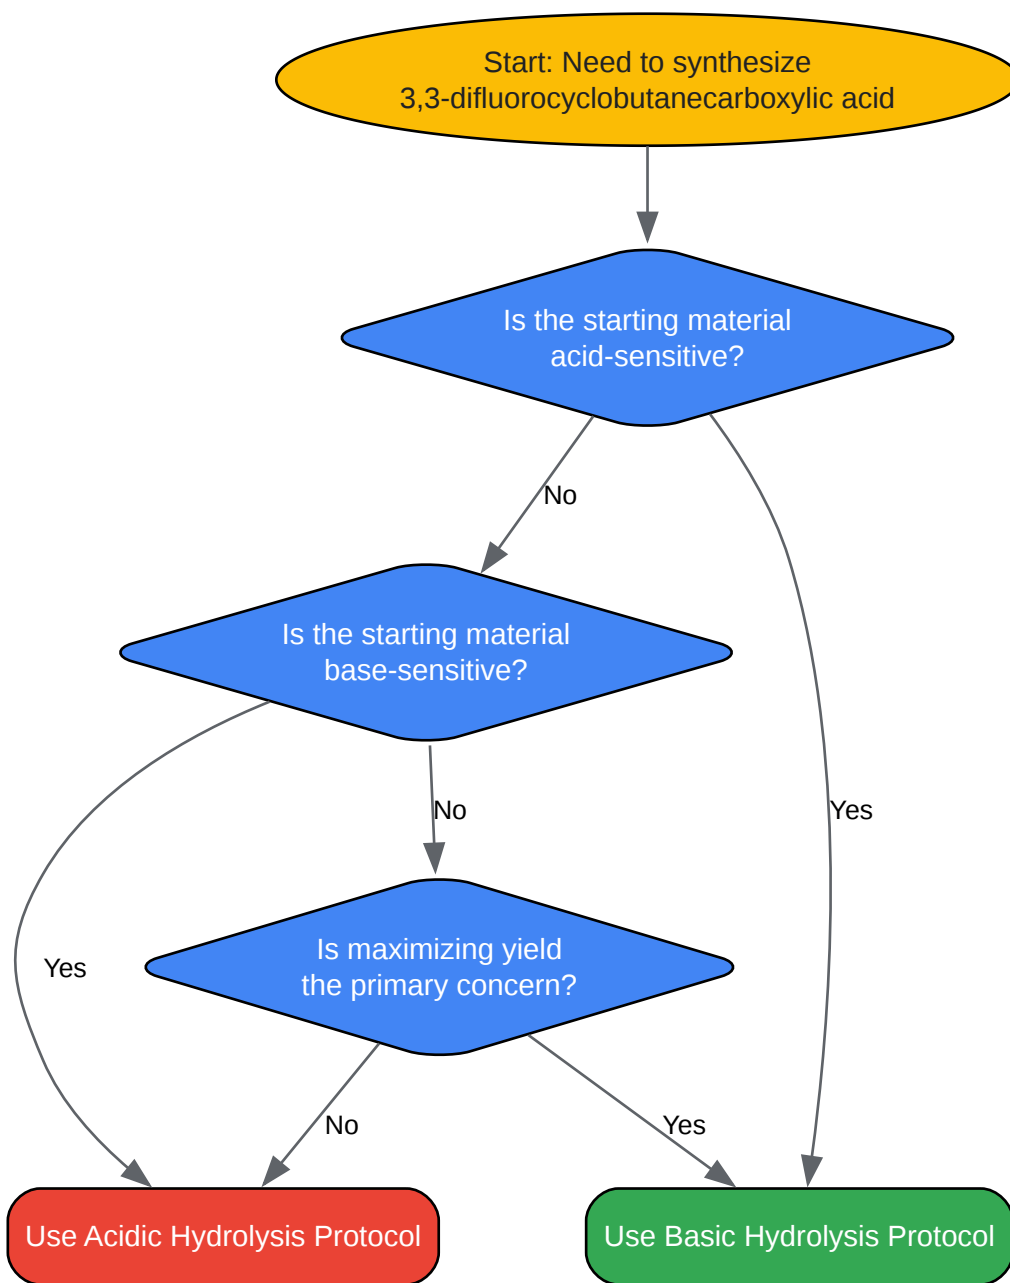 Start: Need to synthesize
3,3-difluorocyclobutanecarboxylic acid
Is the starting material
acid-sensitive?
No
Is the starting material
base-sensitive?
Yes
No
Yes
Is maximizing yield
the primary concern?
No
Yes
Use Acidic Hydrolysis Protocol
Use Basic Hydrolysis Protocol